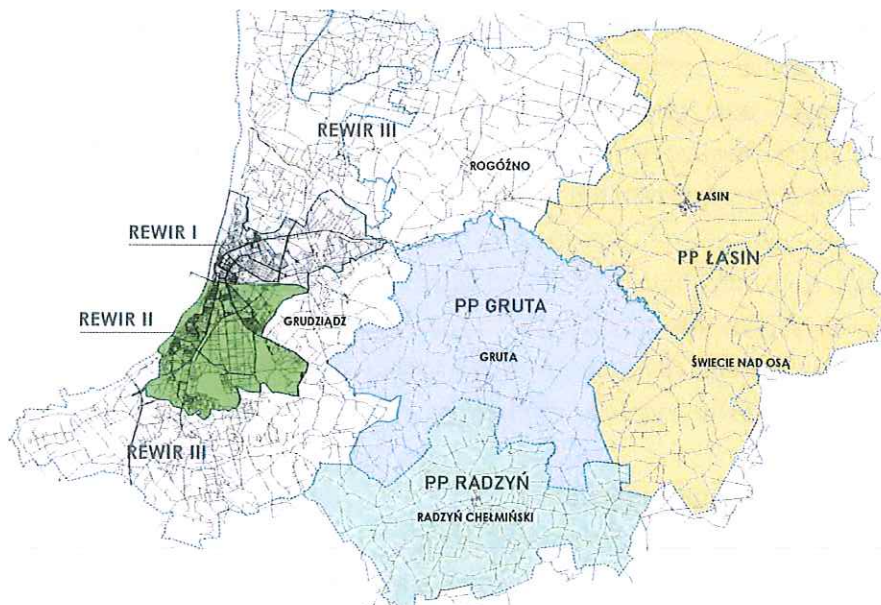 REWIR III
ROGÓŹNO
ŁASIN
REWIR I
PP ŁASIN
PP GRUTA
REWIR II
GRUDZIĄDZ
GRUTA
ŚWIECIE NAD OSĄ
REWIR III
PP RADZYŃ
RADZYŃ CHEŁMIŃSKI